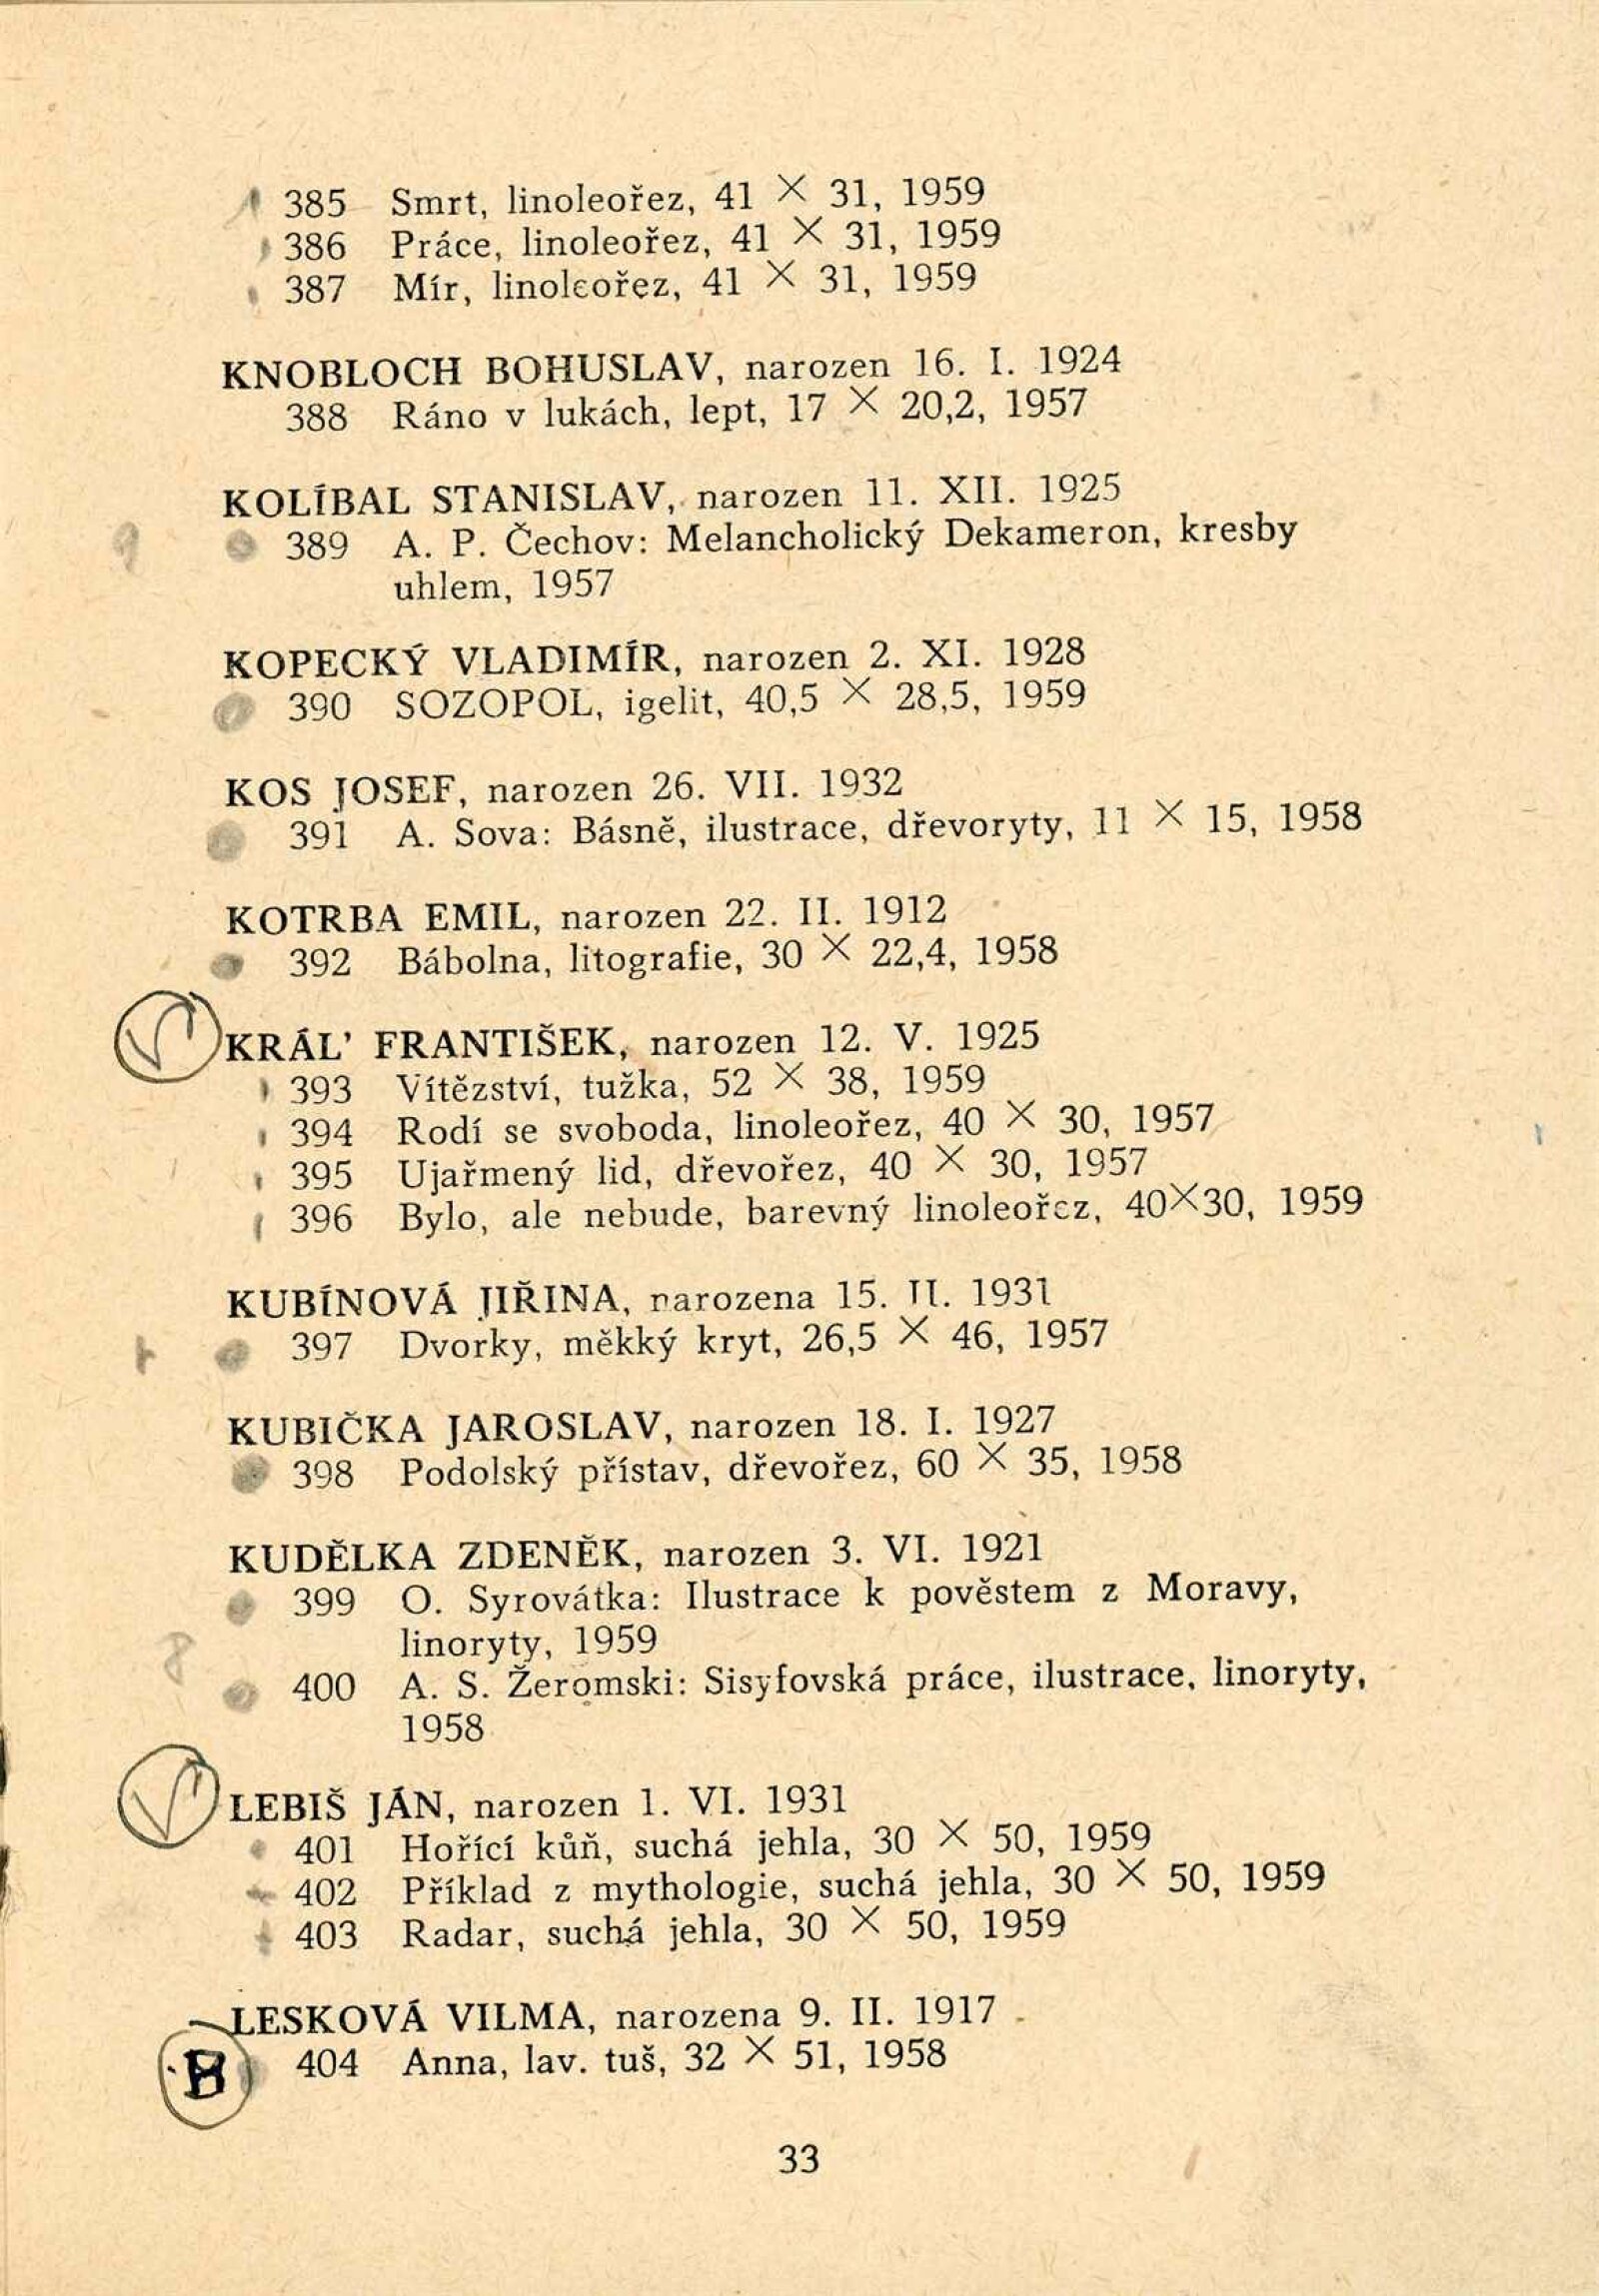 385 Smrt, linoleořez, 41 × 31, 1959
386 Práce, linoleořez, 41 × 31, 1959
387 Mír, linoleořez, 41 × 31, 1959
KNOBLOCH BOHUSLAV, narozen 16. I. 1924
388 Ráno v lukách, lept, 17 × 20,2, 1957
KOLÍBAL STANISLAV, narozen 11. XII. 1925
389 A. P. Čechov: Melancholický Dekameron, kresby
uhlem, 1957
KOPECKÝ VLADIMÍR, narozen 2. XI. 1928
390 SOZOPOL, igelit, 40,5 × 28,5, 1959
KOS JOSEF, narozen 26. VII. 1932
391 A. Sova: Básně, ilustrace, dřevoryty, 11 × 15, 1958
KOTRBA EMIL, narozen 22. II. 1912
392 Bábolna, litografie, 30 × 22,4, 1958
KRÁL’ FRANTIŠEK, narozen 12. V. 1925
393 Vítězství, tužka, 52 × 38, 1959
394 Rodí se svoboda, linoleořez, 40 × 30, 1957
395 Ujařmený lid, dřevořez, 40 × 30, 1957
396 Bylo, ale nebude, barevný linoleořez, 40×30, 1959
KUBÍNOVÁ JIŘINA, narozena 15. II. 1931
397 Dvorky, měkký kryt, 26,5 × 46, 1957
KUBIČKA JAROSLAV, narozen 18. I. 1927
398 Podolský přístav, dřevořez, 60 × 35, 1958
KUDĚLKA ZDENĚK, narozen 3. VI. 1921
399 O. Syrovátka: Ilustrace k pověstem z Moravy,
linoryty, 1959
8
400 A. S. Žeromski: Sisyfovská práce, ilustrace, linoryty,
1958
LEBIŠ JÁN, narozen 1. VI. 1931
401 Hořící kůň, suchá jehla, 30 × 50, 1959
402 Příklad z mythologie, suchá jehla, 30 × 50, 1959
403 Radar, suchá jehla, 30 × 50, 1959
LESKOVÁ VILMA, narozena 9. II. 1917
B 404 Anna, lav. tuš, 32 × 51, 1958
33